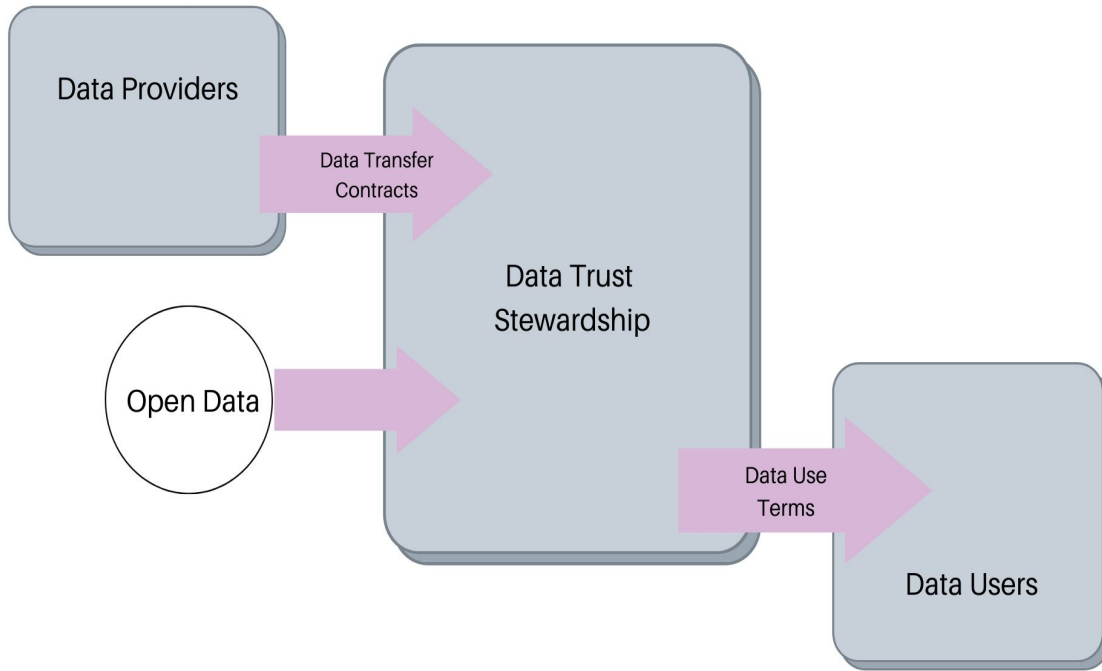 Data Providers
Data Transfer
Contracts
Data Trust
Stewardship
Open Data
Data Use
Terms
Data Users